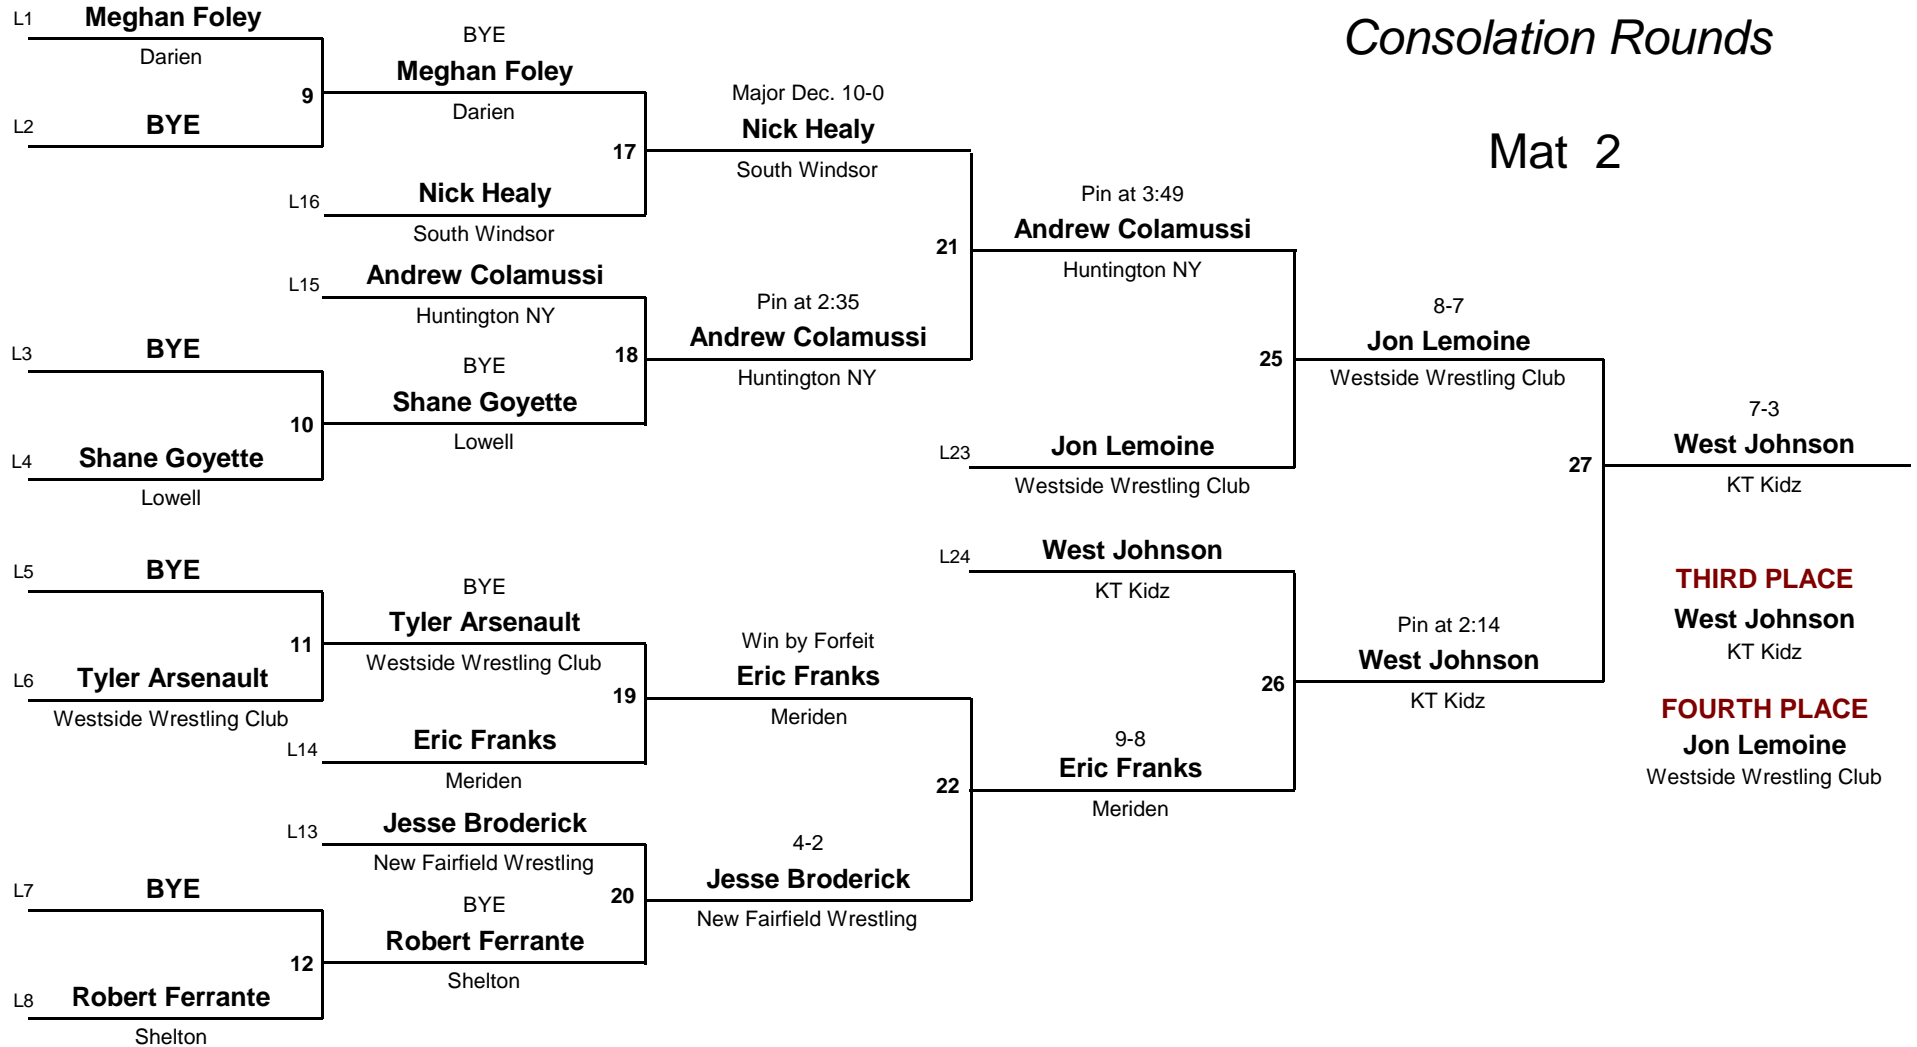 Consolation Rounds
Mat 2
L1
Meghan Foley
Darien
9
L2
BYE
BYE
Meghan Foley
Darien
17
L16
Nick Healy
South Windsor
Major Dec. 10-0
Nick Healy
South Windsor
L15
Andrew Colamussi
Huntington NY
18
L3
BYE
10
L4
Shane Goyette
Lowell
BYE
Shane Goyette
Lowell
Pin at 2:35
Andrew Colamussi
Huntington NY
21
Pin at 3:49
Andrew Colamussi
Huntington NY
25
L23
Jon Lemoine
Westside Wrestling Club
8-7
Jon Lemoine
Westside Wrestling Club
27
7-3
West Johnson
KT Kidz
L5
BYE
11
L6
Tyler Arsenault
Westside Wrestling Club
BYE
Tyler Arsenault
Westside Wrestling Club
19
L14
Eric Franks
Meriden
Win by Forfeit
Eric Franks
Meriden
L13
Jesse Broderick
New Fairfield Wrestling
20
L7
BYE
12
L8
Robert Ferrante
Shelton
BYE
Robert Ferrante
Shelton
4-2
Jesse Broderick
New Fairfield Wrestling
22
9-8
Eric Franks
Meriden
L24
West Johnson
KT Kidz
26
Pin at 2:14
West Johnson
KT Kidz
THIRD PLACE
West Johnson
KT Kidz
FOURTH PLACE
Jon Lemoine
Westside Wrestling Club